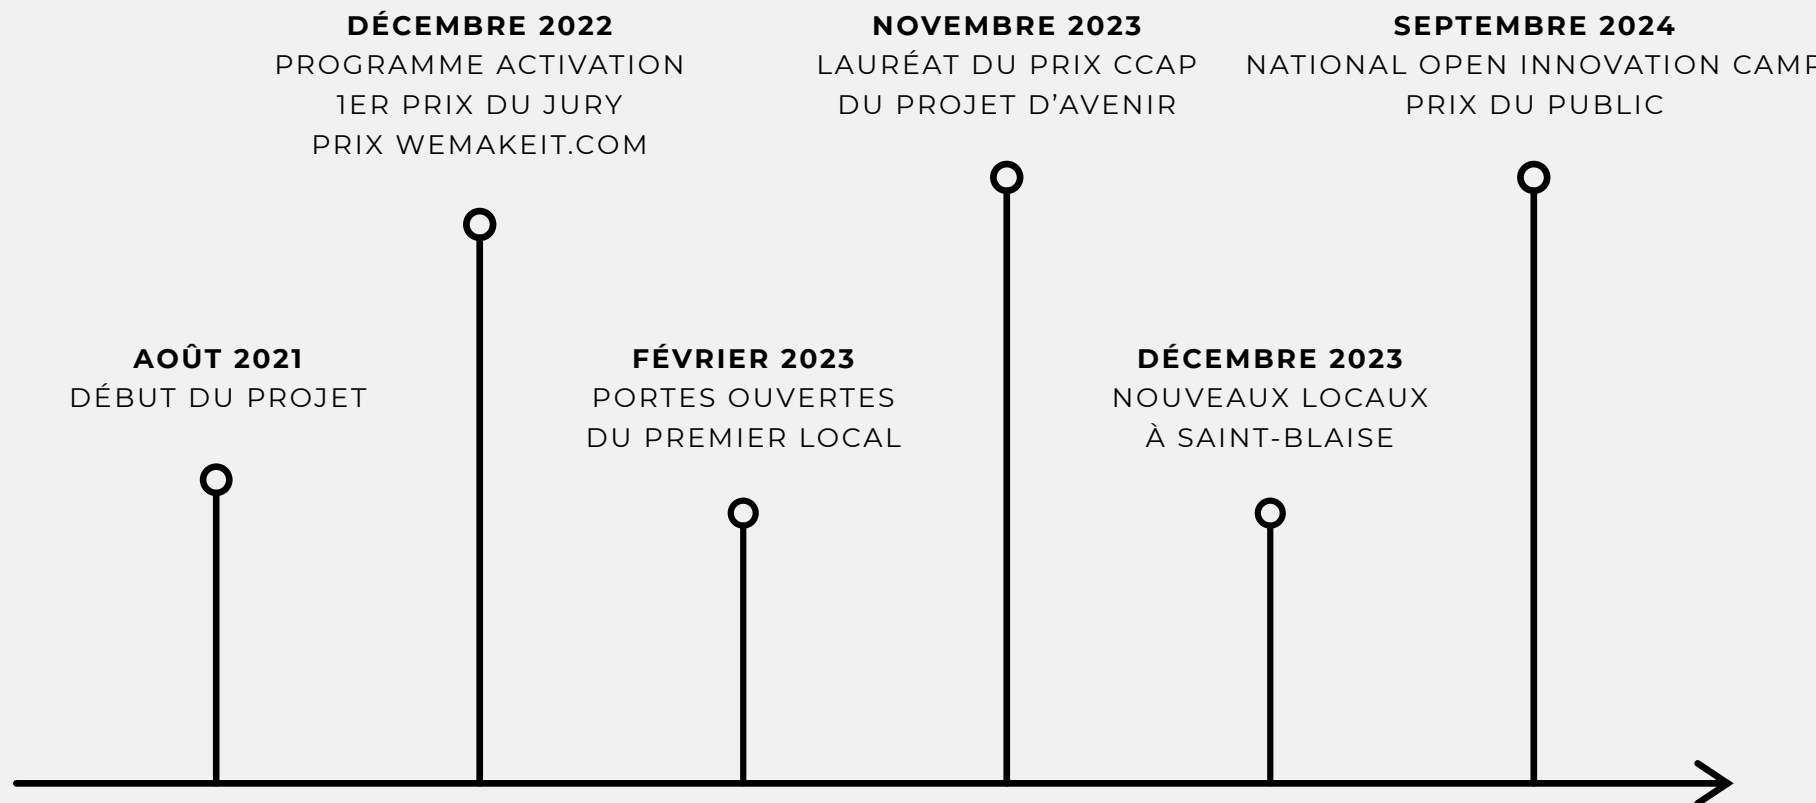 DÉCEMBRE 2022
PROGRAMME ACTIVATION
1ER PRIX DU JURY
PRIX WEMAKEIT.COM
NOVEMBRE 2023
LAURÉAT DU PRIX CCAP
DU PROJET D’AVENIR
SEPTEMBRE 2024
NATIONAL OPEN INNOVATION CAMP
PRIX DU PUBLIC
AOÛT 2021
DÉBUT DU PROJET
FÉVRIER 2023
PORTES OUVERTES
DU PREMIER LOCAL
DÉCEMBRE 2023
NOUVEAUX LOCAUX
À SAINT-BLAISE